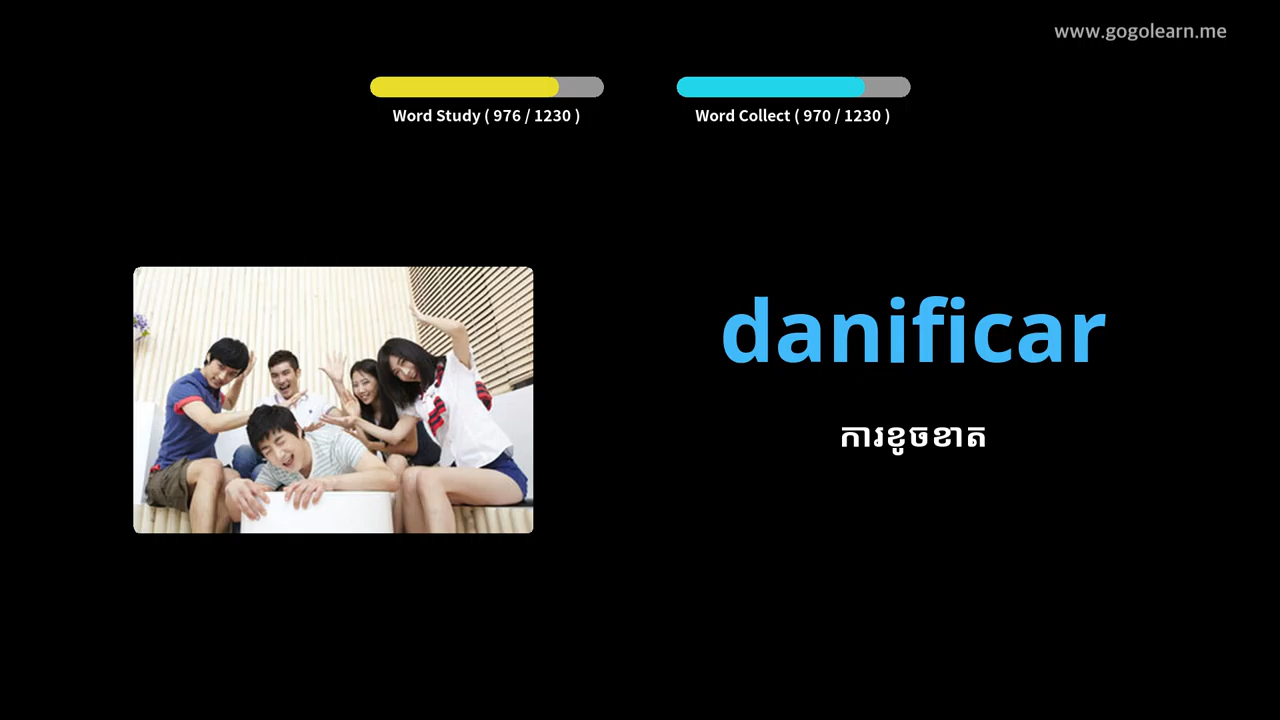 www.gogolearn.me
Word Study ( 976 / 1230 )
Word Collect ( 970 / 1230 )
danificar
ការខូចខាត